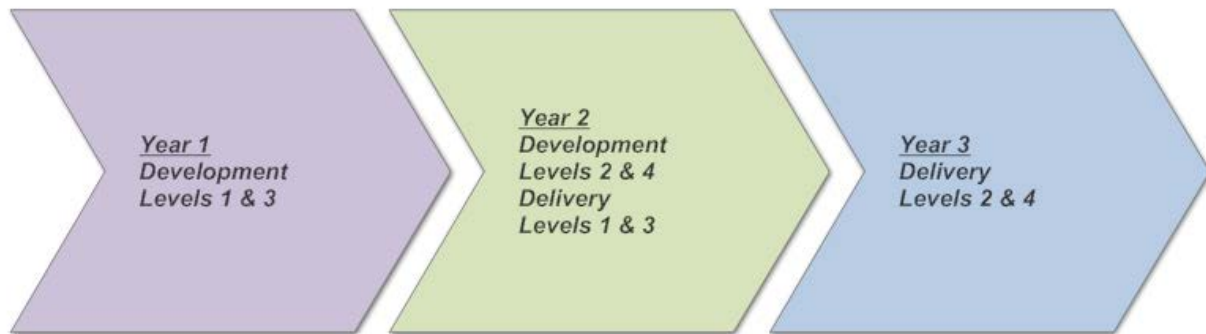 Year 1
Development
Levels 1 & 3
Year 2
Development
Levels 2 & 4
Delivery
Levels 1 & 3
Year 3
Delivery
Levels 2 & 4